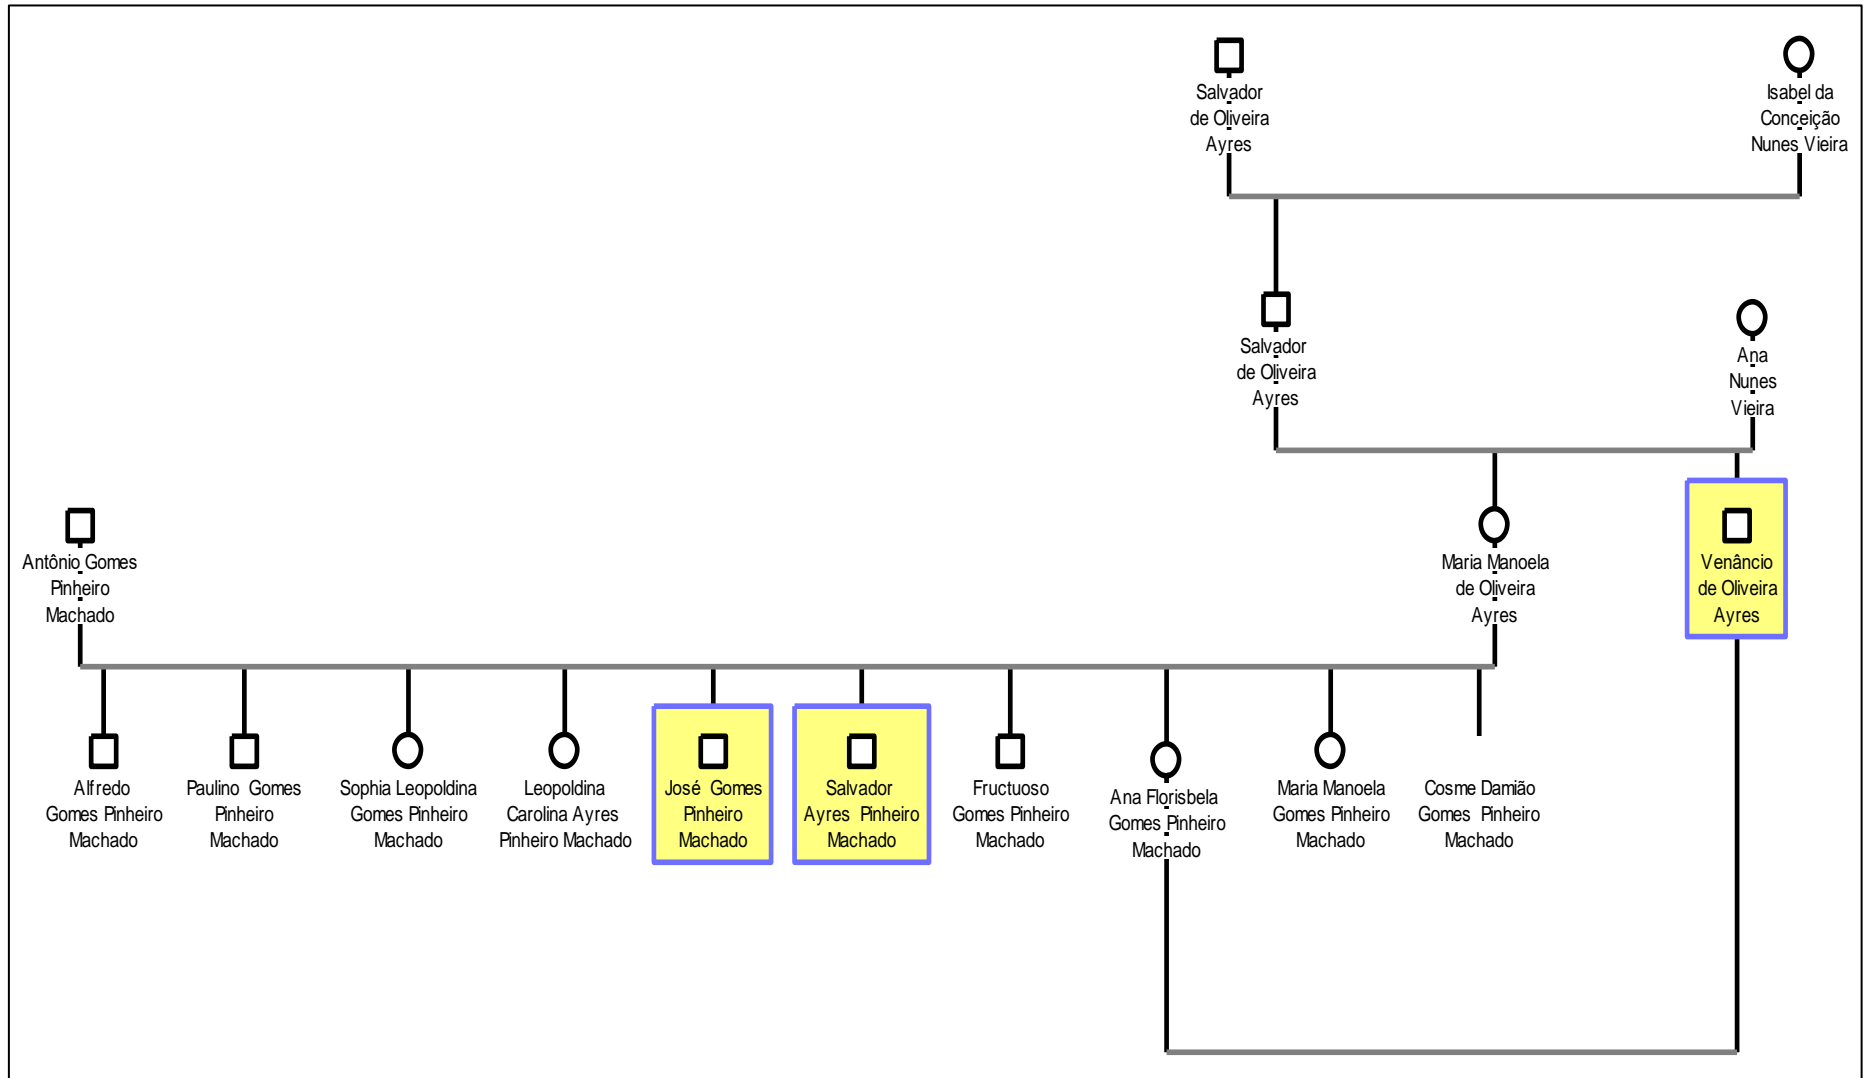 Salvador
de Oliveira
Ayres
Isabel da
Conceição
Nunes Vieira
Salvador
de Oliveira
Ayres
Ana
Nunes
Vieira
Antônio Gomes
Pinheiro
Machado
Maria Manoela
de Oliveira
Ayres
Venâncio
de Oliveira
Ayres
Alfredo
Gomes Pinheiro
Machado
Paulino Gomes
Pinheiro
Machado
Sophia Leopoldina
Gomes Pinheiro
Machado
Leopoldina
Carolina Ayres
Pinheiro Machado
José Gomes
Pinheiro
Machado
Salvador
Ayres Pinheiro
Machado
Fructuoso
Gomes Pinheiro
Machado
Ana Florisbela
Gomes Pinheiro
Machado
Maria Manoela
Gomes Pinheiro
Machado
Cosme Damião
Gomes Pinheiro
Machado